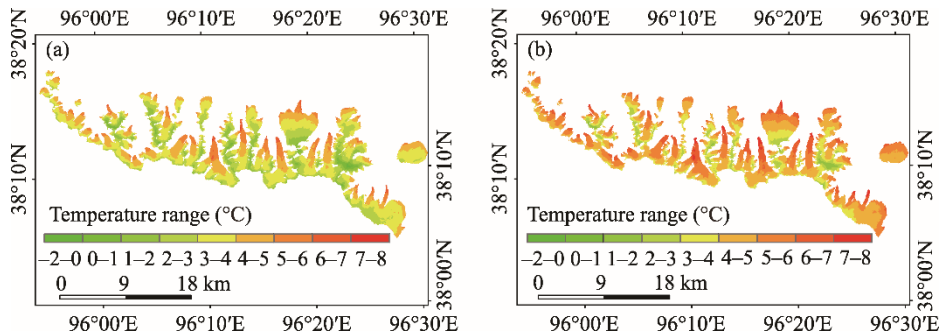 96°00′E 96°10′E 96°20′E 96°30′E
(a)
38°20′N
38°10′N
38°00′N
38°20′N
38°10′N
38°00′N
Temperature range (°C)
−2–0 0–1 1–2 2–3 3–4 4–5 5–6 6–7 7–8
0 9 18 km
96°00′E 96°10′E 96°20′E 96°30′E
96°00′E 96°10′E 96°20′E 96°30′E
(b)
38°20′N
38°10′N
38°10′N
38°00′N
Temperature range (°C)
−2–0 0–1 1–2 2–3 3–4 4–5 5–6 6–7 7–8
0 9 18 km
96°00′E 96°10′E 96°20′E 96°30′E